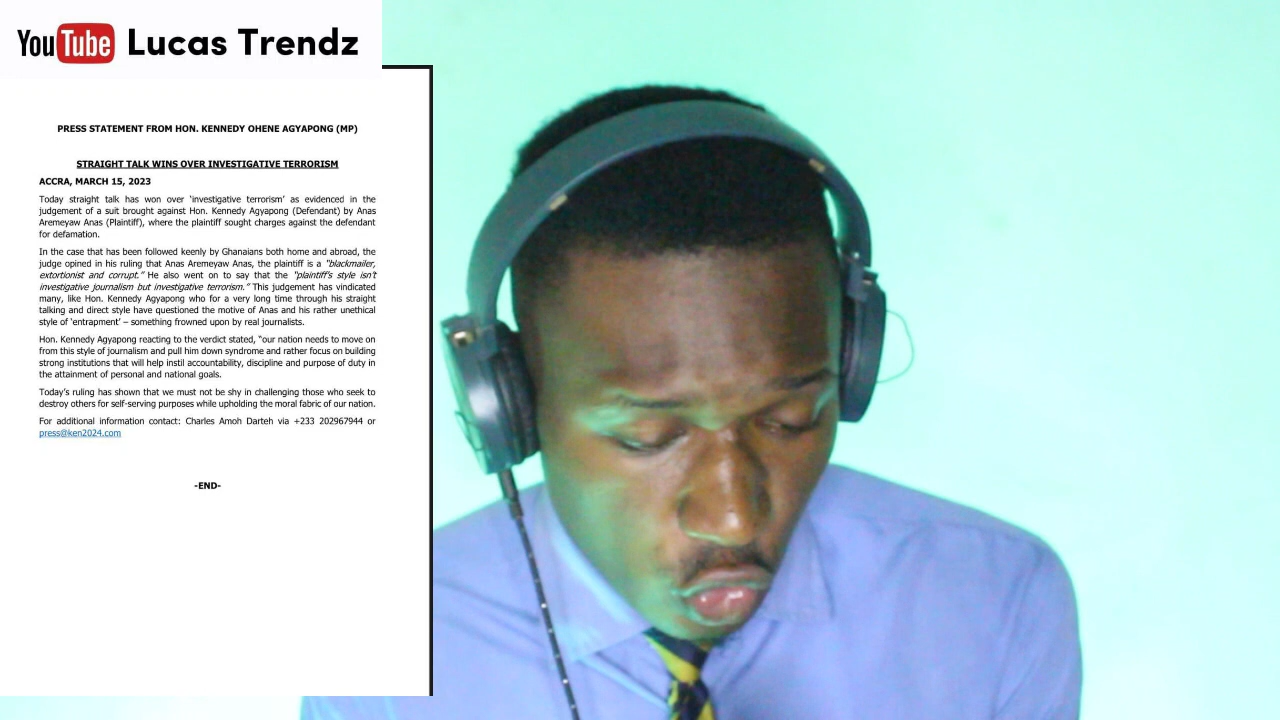 YouTube Lucas Trendz
PRESS STATEMENT FROM HON. KENNEDY OHENE AGYAPONG (MP)
STRAIGHT TALK WINS OVER INVESTIGATIVE TERRORISM
ACCRA, MARCH 15, 2023
Today straight talk has won over ‘investigative terrorism’ as evidenced in the
judgement of a suit brought against Hon. Kennedy Agyapong (Defendant) by Anas
Aremeyaw Anas (Plaintiff), where the plaintiff sought charges against the defendant
for defamation.
In the case that has been followed keenly by Ghanaians both home and abroad, the
judge opined in his ruling that Anas Aremeyaw Anas, the plaintiff is a “blackmailer,
extortionist and corrupt.” He also went on to say that the “plaintiff’s style isn’t
investigative journalism but investigative terrorism.” This judgement has vindicated
many, like Hon. Kennedy Agyapong who for a very long time through his straight
talking and direct style have questioned the motive of Anas and his rather unethical
style of ‘entrapment’ – something frowned upon by real journalists.
Hon. Kennedy Agyapong reacting to the verdict stated, “our nation needs to move on
from this style of journalism and pull him down syndrome and rather focus on building
strong institutions that will help instil accountability, discipline and purpose of duty in
the attainment of personal and national goals.
Today’s ruling has shown that we must not be shy in challenging those who seek to
destroy others for self-serving purposes while upholding the moral fabric of our nation.
For additional information contact: Charles Amoh Darteh via +233 202967944 or
press@ken2024.com
-END-